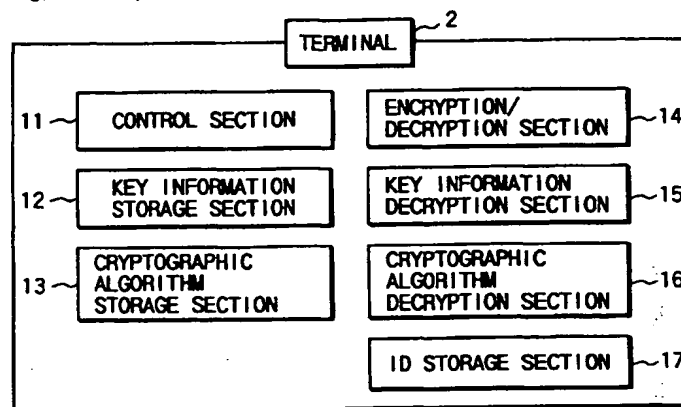 2
TERMINAL
11
CONTROL SECTION
ENCRYPTION/
DECRYPTION SECTION
14
12
KEY INFORMATION
STORAGE SECTION
KEY INFORMATION
DECRYPTION SECTION
15
13
CRYPTOGRAPHIC
ALGORITHM
STORAGE SECTION
CRYPTOGRAPHIC
ALGORITHM
DECRYPTION SECTION
16
ID STORAGE SECTION
17